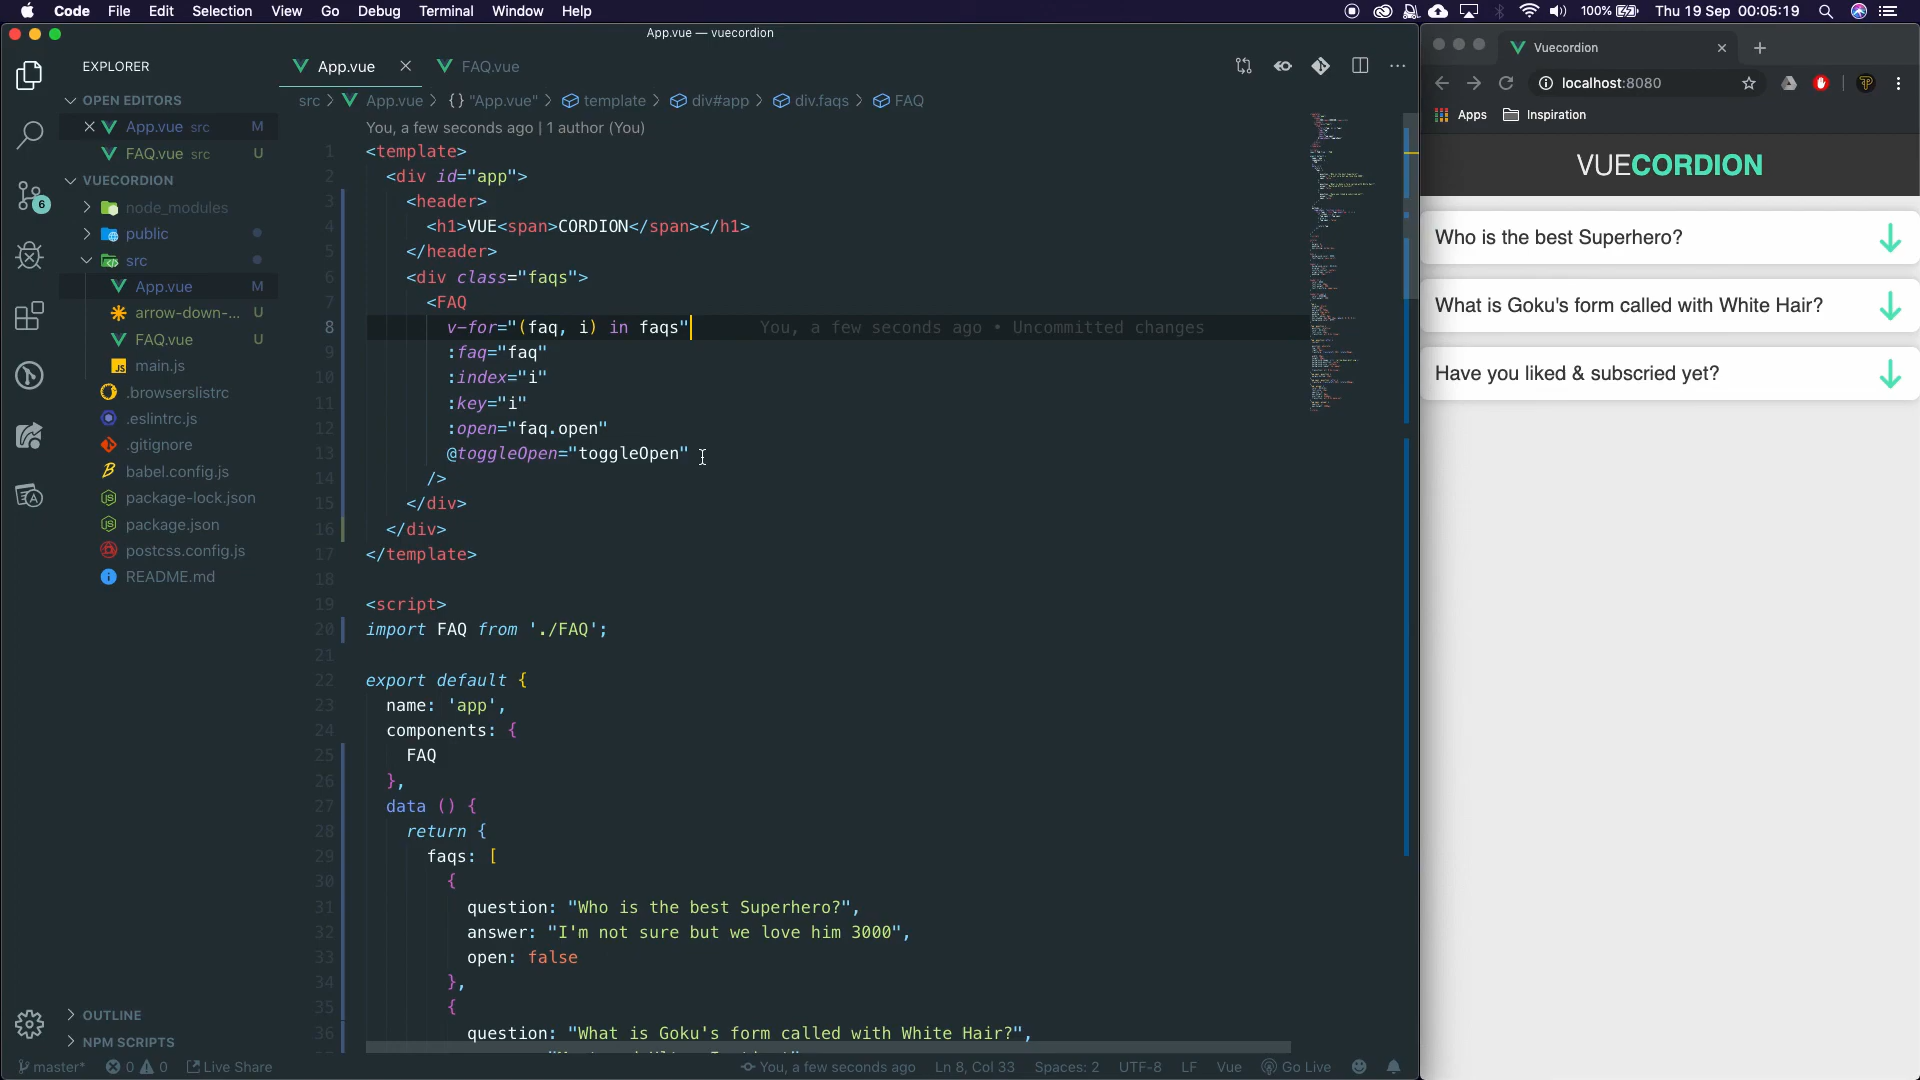 Code File Edit Selection View Go Debug Terminal Window Help 100% Thu 19 Sep 00:05:19
App.vue — vuecordion
EXPLORER
OPEN EDITORS
App.vue src M
FAQ.vue src U
VUECORDION
node_modules
public
src
App.vue M
arrow-down-... U
FAQ.vue U
main.js
.browserslistrc
.eslintrc.js
.gitignore
babel.config.js
package-lock.json
package.json
postcss.config.js
README.md
OUTLINE
NPM SCRIPTS
6
App.vue FAQ.vue
src App.vue {} "App.vue" template div#app div.faqs FAQ
You, a few seconds ago | 1 author (You)
1 <template>
2 <div id="app">
3 <header>
4 <h1>VUE<span>CORDION</span></h1>
5 </header>
6 <div class="faqs">
7 <FAQ
8 v-for="(faq, i) in faqs" You, a few seconds ago • Uncommitted changes
9 :faq="faq"
10 :index="i"
11 :key="i"
12 :open="faq.open"
13 @toggleOpen="toggleOpen"
14 />
15 </div>
16 </div>
17 </template>
18
19 <script>
20 import FAQ from './FAQ';
21
22 export default {
23 name: 'app',
24 components: {
25 FAQ
26 },
27 data () {
28 return {
29 faqs: [
30 {
31 question: "Who is the best Superhero?",
32 answer: "I'm not sure but we love him 3000",
33 open: false
34 },
35 {
36 question: "What is Goku's form called with White Hair?",
master* 0 0 Live Share You, a few seconds ago Ln 8, Col 33 Spaces: 2 UTF-8 LF Vue Go Live
Vuecordion
localhost:8080
Apps Inspiration
VUECORDION
Who is the best Superhero?
What is Goku's form called with White Hair?
Have you liked & subscried yet?